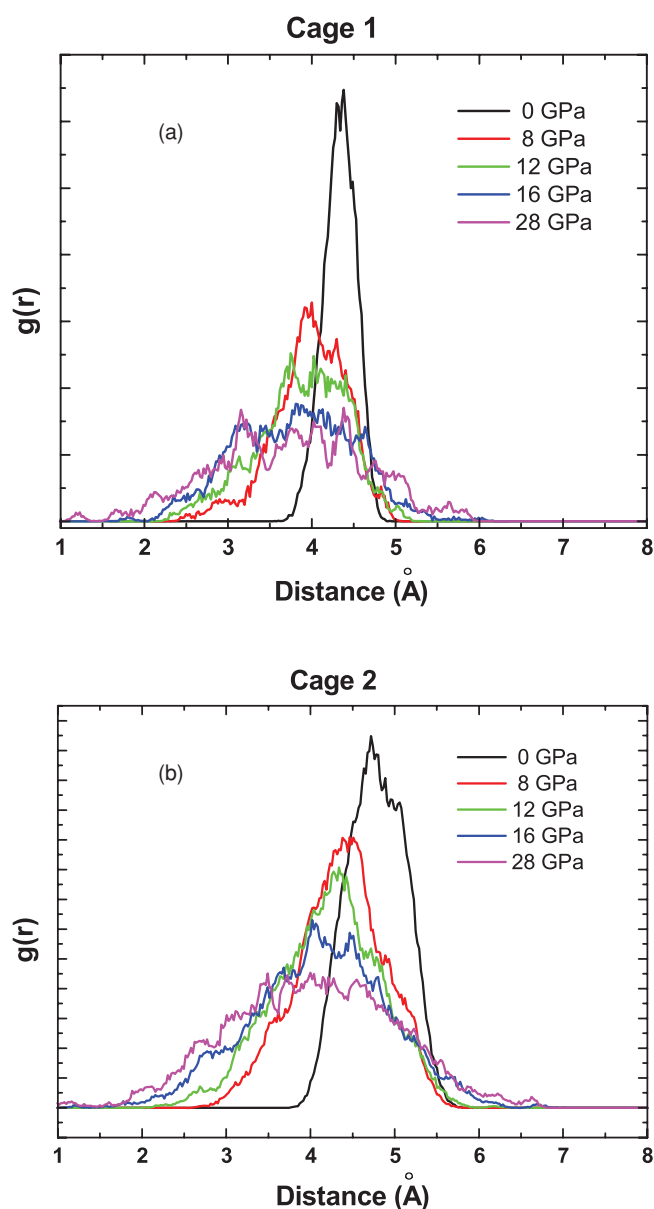 Cage 1
(a)
0 GPa
8 GPa
12 GPa
16 GPa
28 GPa
g(r)
1 2 3 4 5 6 7 8
Distance (Å)
Cage 2
(b)
0 GPa
8 GPa
12 GPa
16 GPa
28 GPa
g(r)
1 2 3 4 5 6 7 8
Distance (Å)